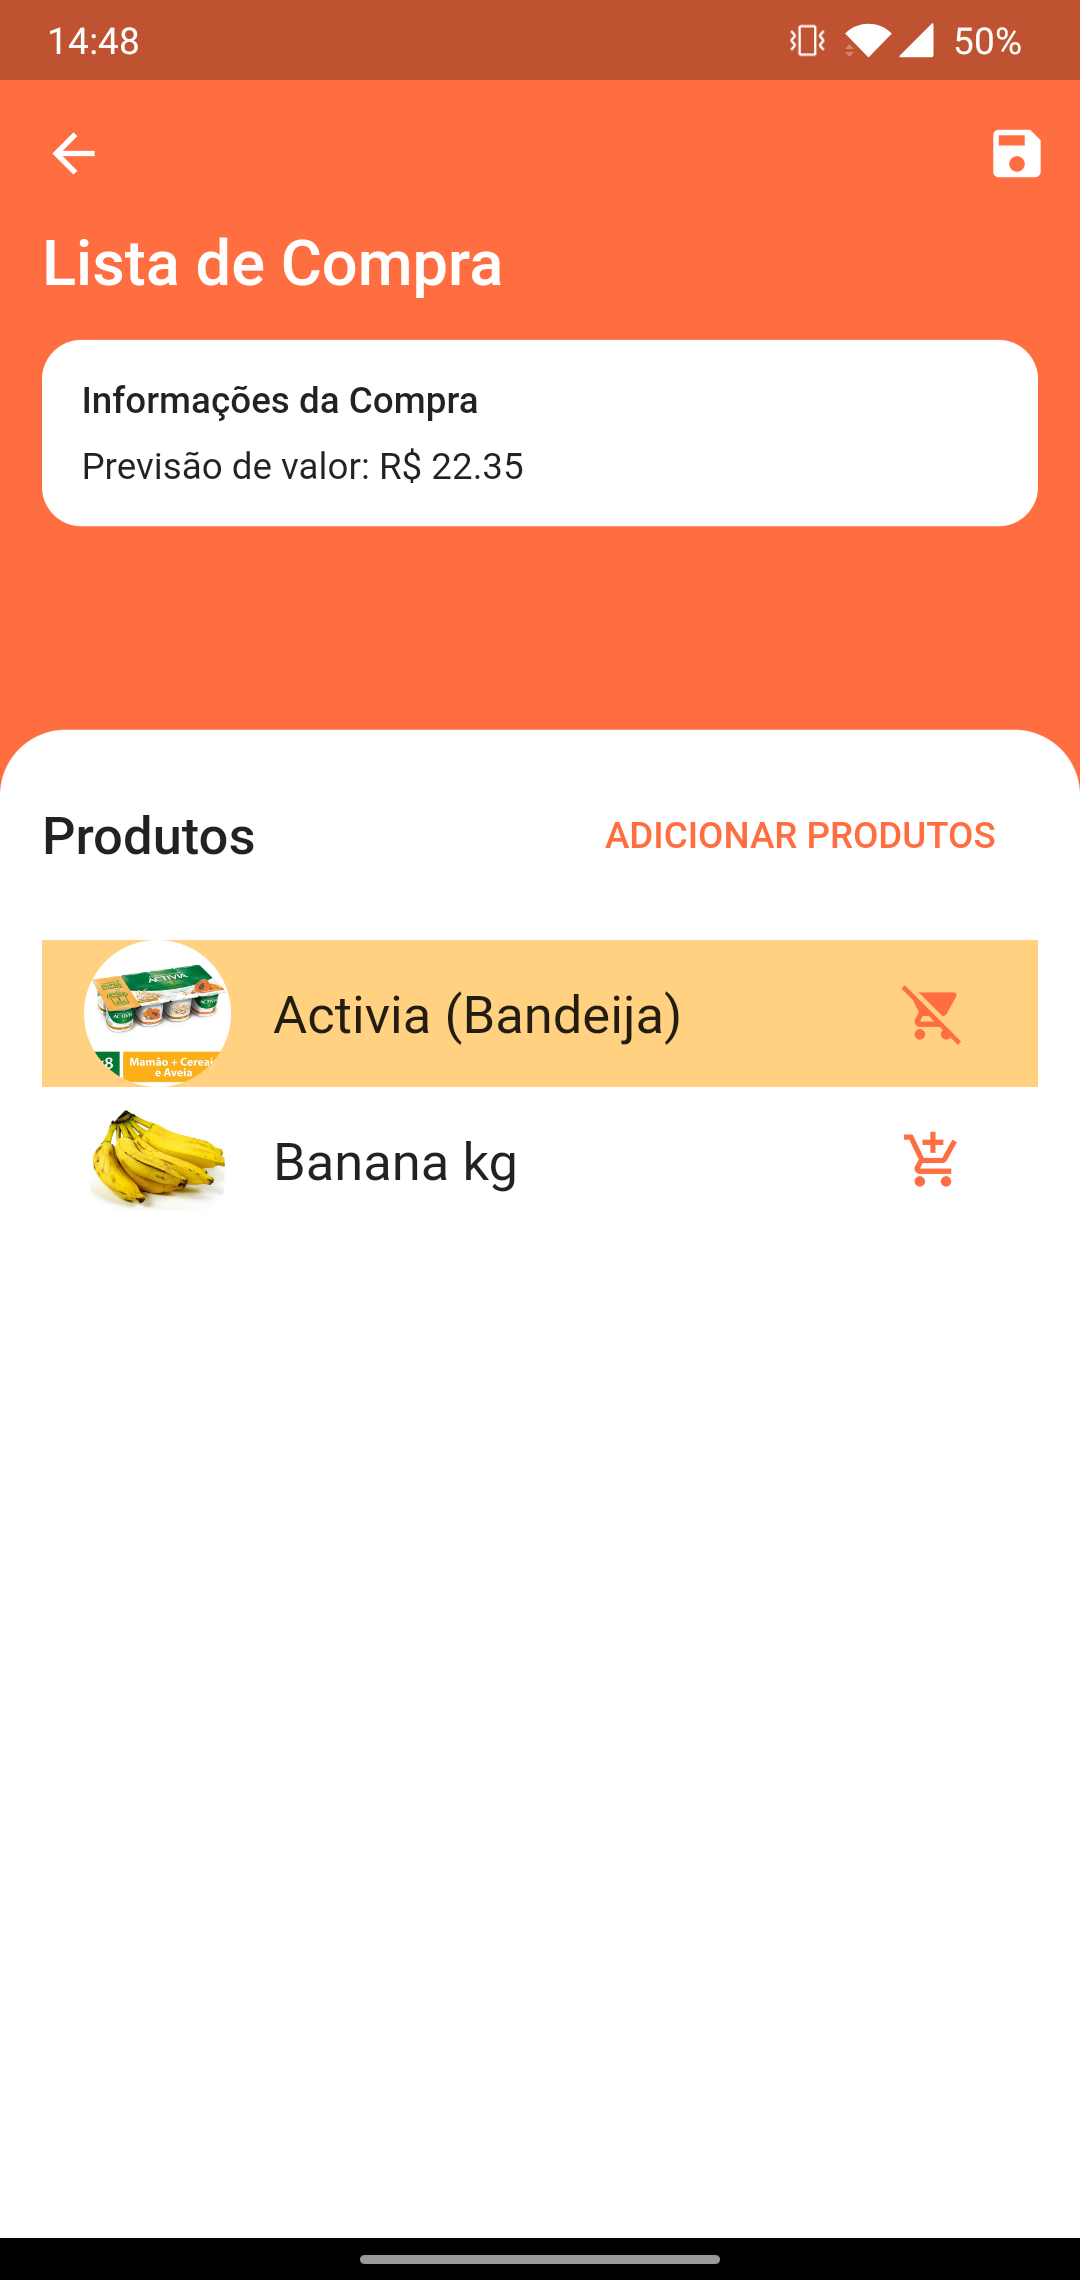 14:48
50%
Lista de Compra
Informações da Compra
Previsão de valor: R$ 22.35
Produtos
ADICIONAR PRODUTOS
ACTIVIA
Activia (Bandeija)
Mamão + Cereais
e Aveia
Banana kg